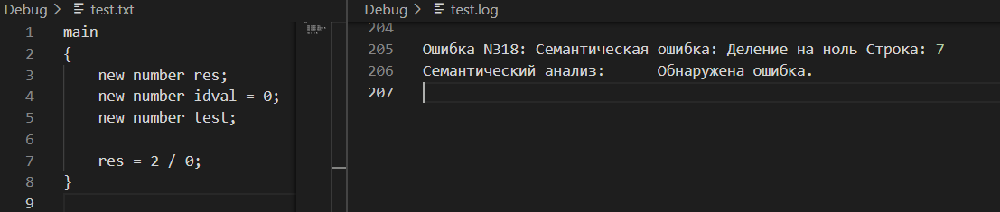 Debug > test.txt
1 main
2 {
3 new number res;
4 new number idval = 0;
5 new number test;
6
7 res = 2 / 0;
8 }
9
Debug > test.log
204
205 Ошибка N318: Семантическая ошибка: Деление на ноль Строка: 7
206 Семантический анализ: Обнаружена ошибка.
207